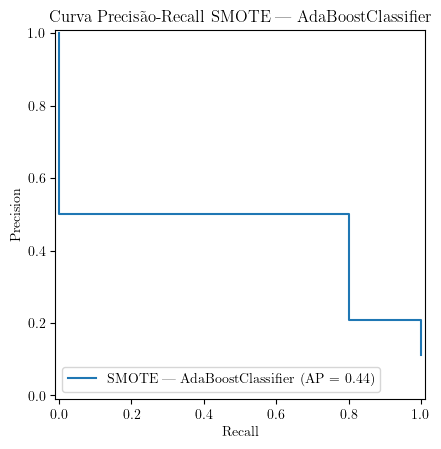 Curva Precisão-Recall SMOTE — AdaBoostClassifier
1.0
0.8
0.6
0.4
0.2
0.0
Precision
SMOTE — AdaBoostClassifier (AP = 0.44)
0.0 0.2 0.4 0.6 0.8 1.0
Recall